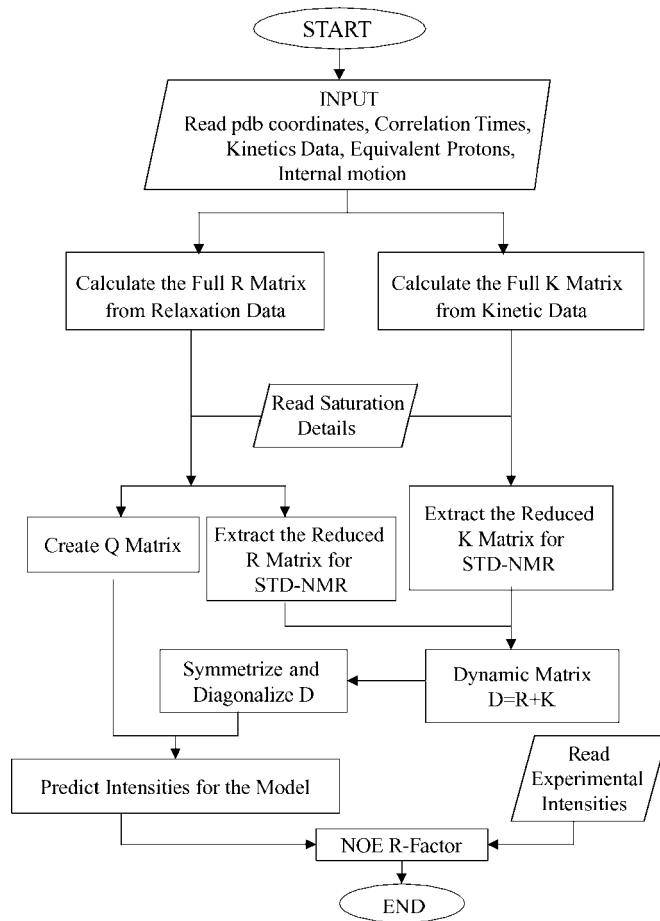 START
INPUT
Read pdb coordinates, Correlation Times,
Kinetics Data, Equivalent Protons,
Internal motion
Calculate the Full R Matrix
from Relaxation Data
Calculate the Full K Matrix
from Kinetic Data
Read Saturation
Details
Create Q Matrix
Extract the Reduced
R Matrix for
STD-NMR
Extract the Reduced
K Matrix for
STD-NMR
Symmetrize and
Diagonalize D
Dynamic Matrix
D=R+K
Predict Intensities for the Model
Read
Experimental
Intensities
NOE R-Factor
END